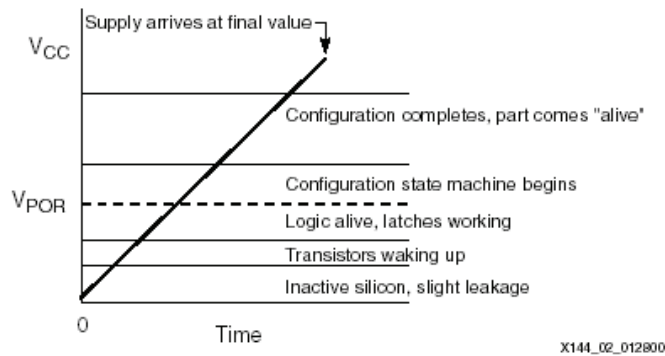 Supply arrives at final value
VCC
Configuration completes, part comes "alive"
Configuration state machine begins
VPOR
Logic alive, latches working
Transistors waking up
Inactive silicon, slight leakage
0
Time
X144_02_012800